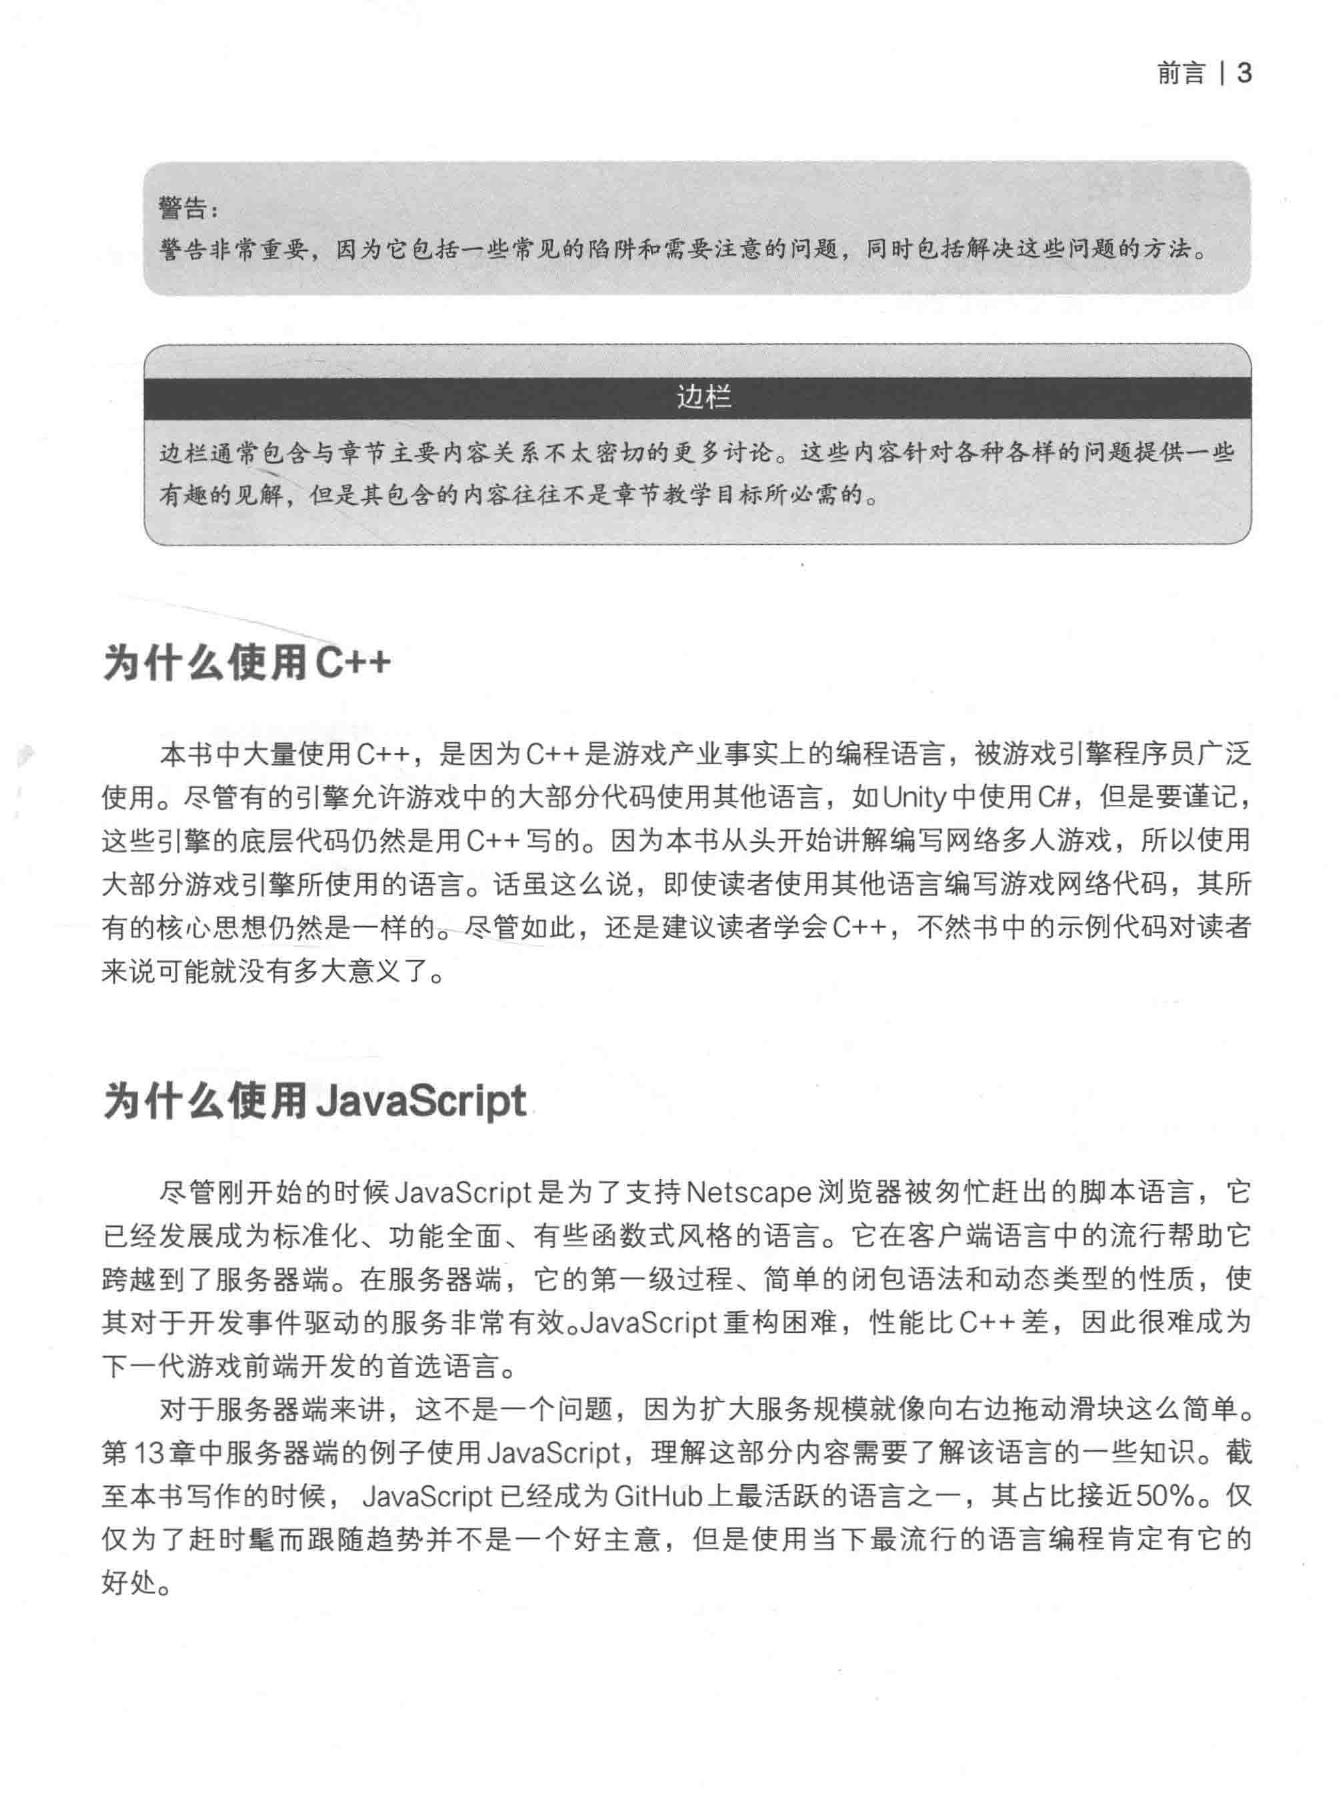 前言 | 3
警告：
警告非常重要，因为它包括一些常见的陷阱和需要注意的问题，同时包括解决这些问题的方法。
边栏
边栏通常包含与章节主要内容关系不太密切的更多讨论。这些内容针对各种各样的问题提供一些
有趣的见解，但是其包含的内容往往不是章节教学目标所必需的。
为什么使用C++
本书中大量使用C++，是因为C++是游戏产业事实上的编程语言，被游戏引擎程序员广泛
使用。尽管有的引擎允许游戏中的大部分代码使用其他语言，如Unity中使用C#，但是要谨记，
这些引擎的底层代码仍然是用C++写的。因为本书从头开始讲解编写网络多人游戏，所以使用
大部分游戏引擎所使用的语言。话虽这么说，即使读者使用其他语言编写游戏网络代码，其所
有的核心思想仍然是一样的。尽管如此，还是建议读者学会C++，不然书中的示例代码对读者
来说可能就没有多大意义了。
为什么使用JavaScript
尽管刚开始的时候JavaScript是为了支持Netscape浏览器被匆忙赶出的脚本语言，它
已经发展成为标准化、功能全面、有些函数式风格的语言。它在客户端语言中的流行帮助它
跨越到了服务器端。在服务器端，它的第一级过程、简单的闭包语法和动态类型的性质，使
其对于开发事件驱动的服务非常有效。JavaScript重构困难，性能比C++差，因此很难成为
下一代游戏前端开发的首选语言。
对于服务器端来讲，这不是一个问题，因为扩大服务规模就像向右边拖动滑块这么简单。
第13章中服务器端的例子使用JavaScript，理解这部分内容需要了解该语言的一些知识。截
至本书写作的时候， JavaScript已经成为GitHub上最活跃的语言之一，其占比接近50%。仅
仅为了赶时髦而跟随趋势并不是一个好主意，但是使用当下最流行的语言编程肯定有它的
好处。